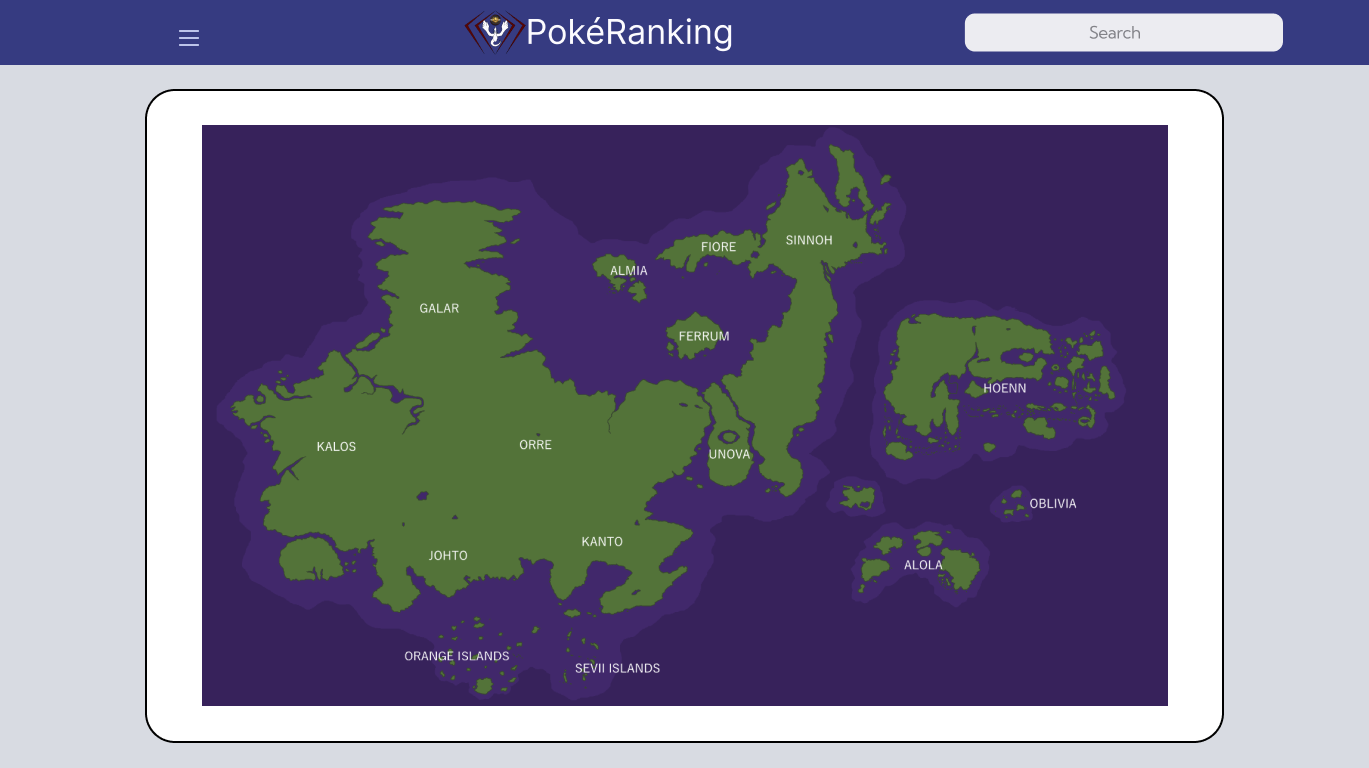 PokéRanking
Search
SINNOH
FIORE
ALMIA
GALAR
FERRUM
HOENN
KALOS
ORRE
UNOVA
OBLIVIA
KANTO
JOHTO
ALOLA
ORANGE ISLANDS
SEVII ISLANDS